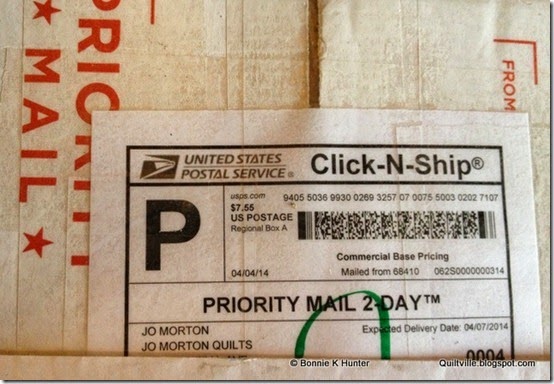 PRIORITY
★ MAIL ★
FROM
UNITED STATES
POSTAL SERVICE®
Click-N-Ship®
P
usps.com
$7.55
US POSTAGE
Regional Box A
9405 5036 9930 0269 3257 07 0075 5003 0202 7107
Commercial Base Pricing
04/04/14
Mailed from 68410 062S0000000314
PRIORITY MAIL 2-DAY™
JO MORTON
Expected Delivery Date: 04/07/2014
JO MORTON QUILTS
0004
© Bonnie K Hunter
Quiltville.blogspot.com